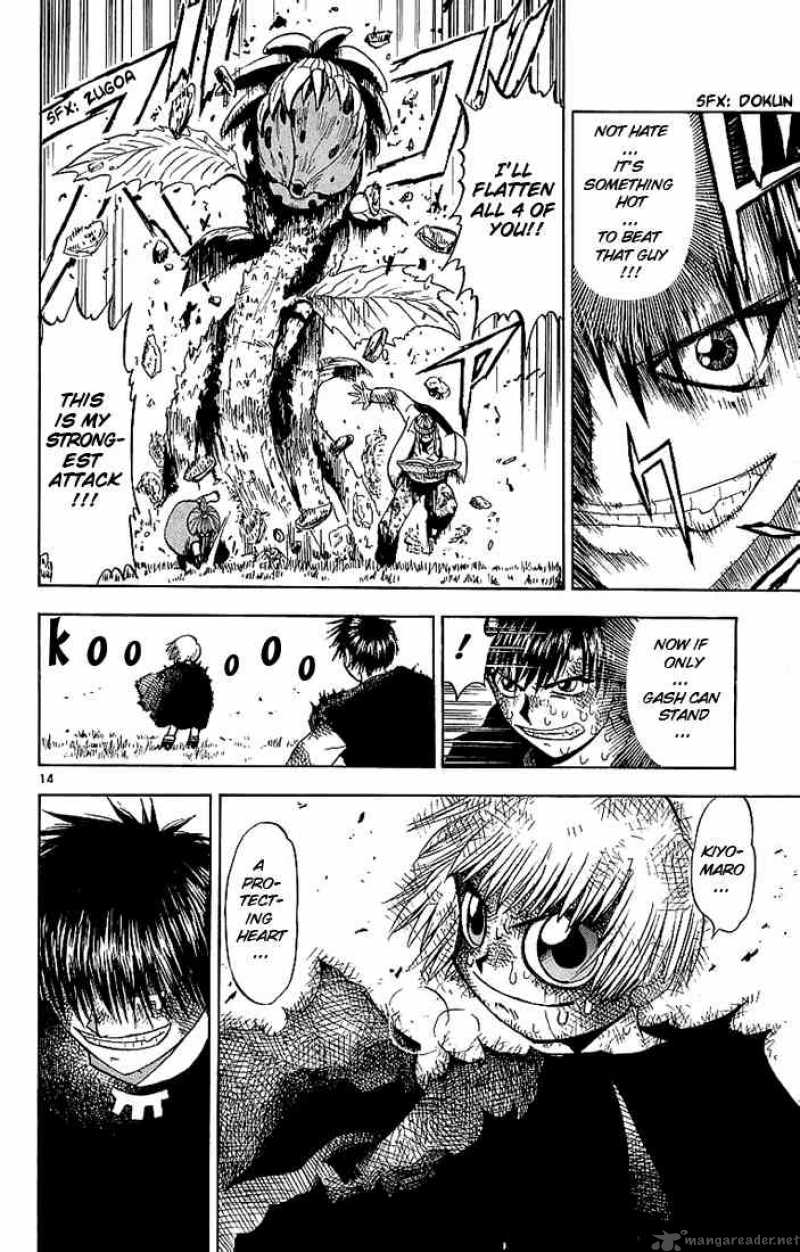 SFX: DOKUN
NOT HATE
...
IT'S
SOMETHING
HOT
...
TO BEAT
THAT GUY
!!!
SFX: ZUGOA
I'LL
FLATTEN
ALL 4 OF
YOU!!
THIS
IS MY
STRONG-
EST
ATTACK
!!!
NOW IF
ONLY
...
GASH CAN
STAND
...
!
KOOOOOO
14
KIYO-
MARO
...
A
PRO-
TECT-
ING
HEART
...
mangareader.net